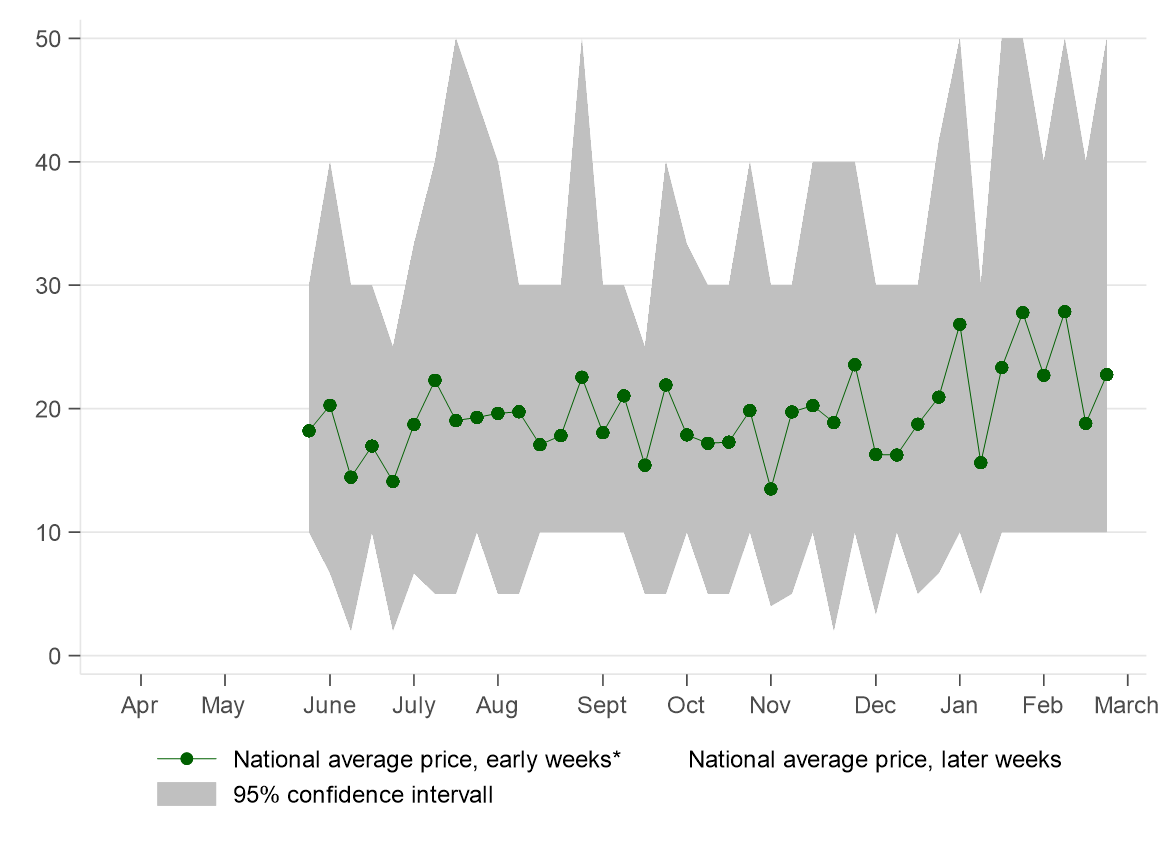 50
40
30
20
10
0
Apr May June July Aug Sept Oct Nov Dec Jan Feb March
National average price, early weeks* National average price, later weeks
95% confidence intervall